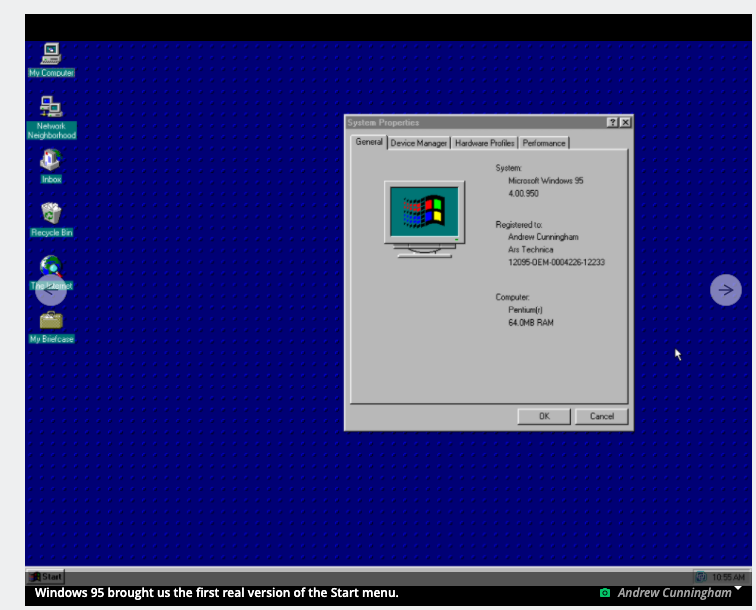 My Computer
Network
Neighborhood
Inbox
Recycle Bin
The Internet
My Briefcase
System Properties
General
Device Manager
Hardware Profiles
Performance
System:
Microsoft Windows 95
4.00.950
Registered to:
Andrew Cunningham
Ars Technica
12095-OEM-0004226-12233
Computer:
Pentium(r)
64.0MB RAM
OK
Cancel
Start
10:55 AM
Windows 95 brought us the first real version of the Start menu.
Andrew Cunningham